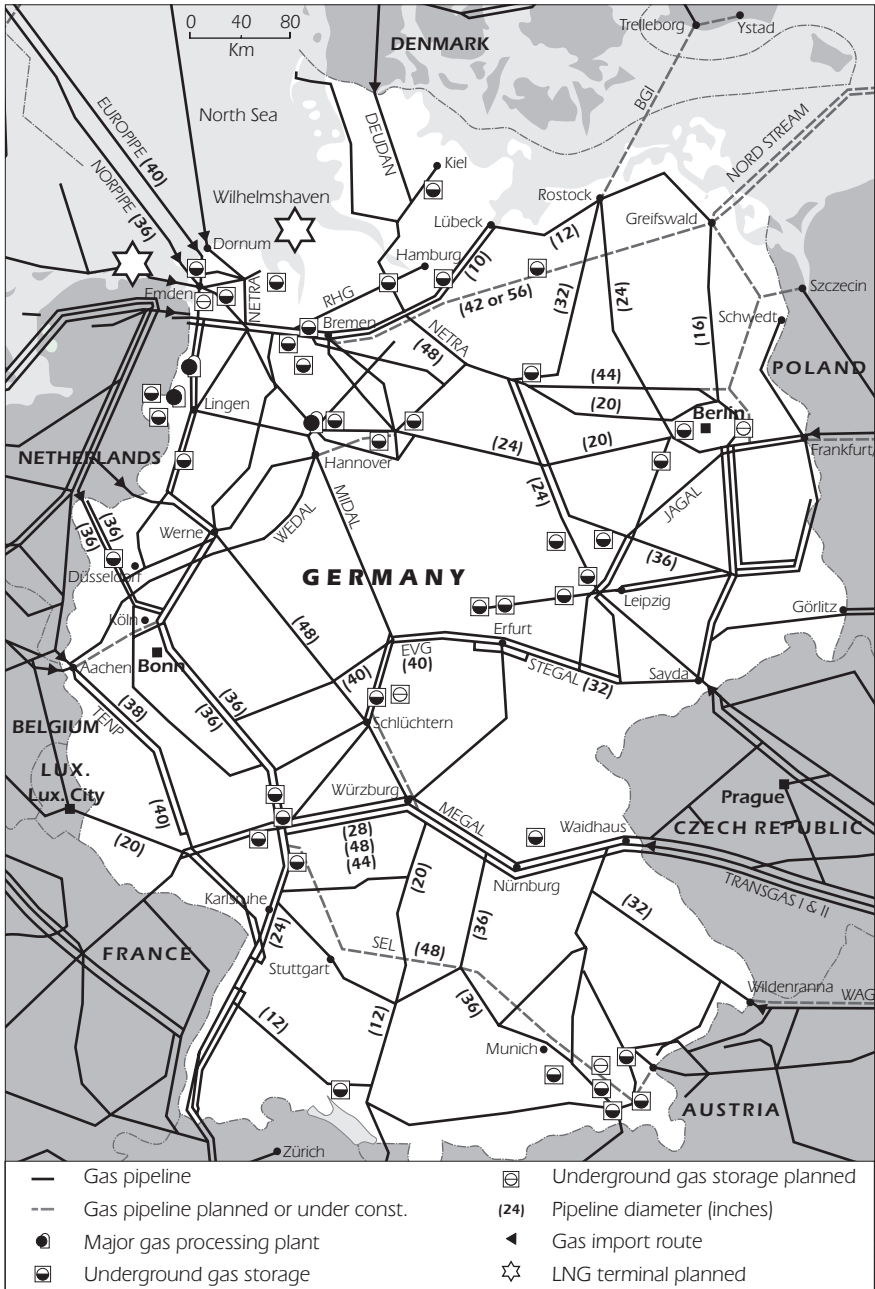 0 40 80
Km
Trelleborg
Ystad
DENMARK
BGI
NORD STREAM
EUROPIPE (40)
North Sea
DEUDAN
NORPIPE (36)
Kiel
Wilhelmshaven
Rostock
Greifswald
Lübeck
Dornum
(12)
Hamburg
(10)
Szczecin
NETRA
RHG
Emden
(42 or 56)
(32)
(24)
(16)
Schwedt
Bremen
NETRA
(48)
POLAND
(44)
(20)
Berlin
Lingen
(24)
(20)
Frankfurt/
NETHERLANDS
Hannover
(24)
JAGAL
MIDAL
WEDAL
Werne
(36)
(36)
(36)
Düsseldorf
GERMANY
Leipzig
Görlitz
Köln
(48)
Erfurt
EVG
(40)
Bonn
Aachen
STEGAL
(32)
Sayda
(40)
(36)
(36)
(38)
TENP
Schlüchtern
BELGIUM
LUX.
Lux. City
Würzburg
Prague
(40)
MEGAL
Waidhaus
CZECH REPUBLIC
(20)
(28)
(48)
(44)
(20)
Nürnburg
TRANSGAS I & II
Karlsruhe
(36)
(32)
(24)
FRANCE
SEL
(48)
Stuttgart
Wildenranna
WAG
(36)
(12)
(12)
Munich
AUSTRIA
Zürich
Gas pipeline
Gas pipeline planned or under const.
Major gas processing plant
Underground gas storage
Underground gas storage planned
(24) Pipeline diameter (inches)
Gas import route
LNG terminal planned